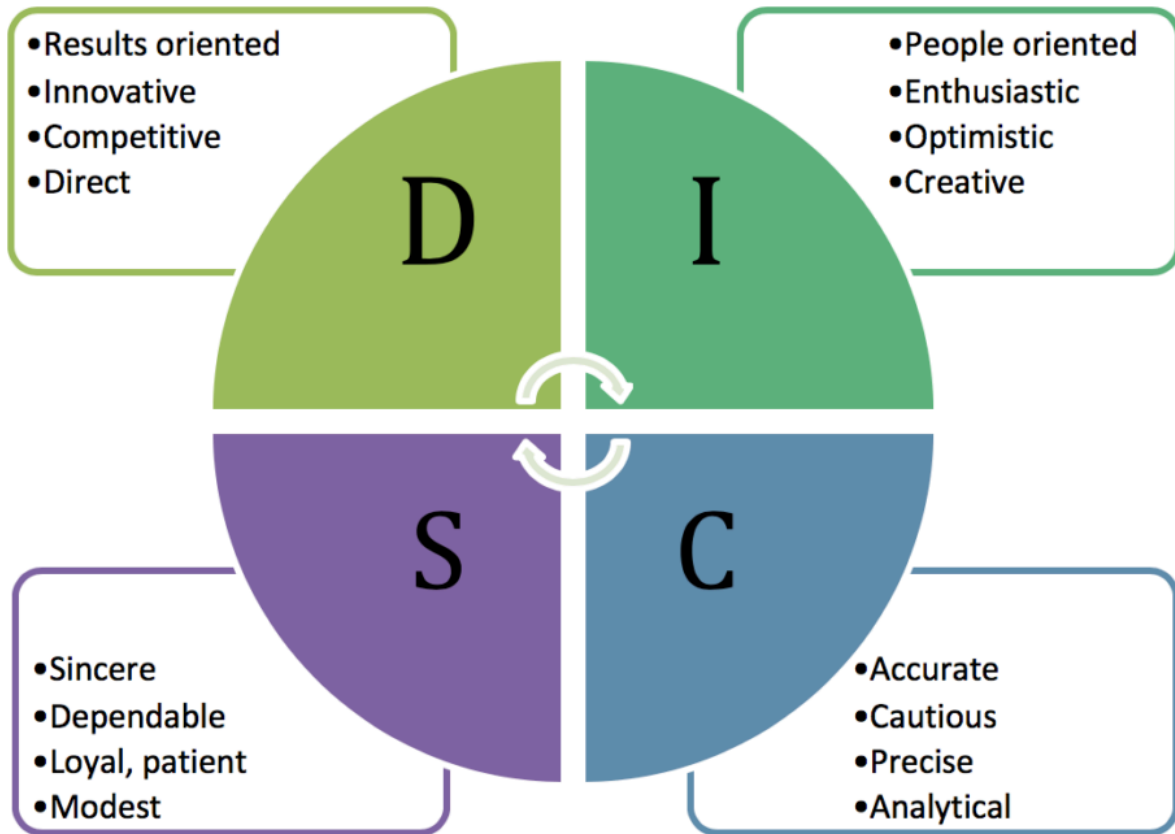 •Results oriented
•Innovative
•Competitive
•Direct
D
I
•People oriented
•Enthusiastic
•Optimistic
•Creative
S
C
•Sincere
•Dependable
•Loyal, patient
•Modest
•Accurate
•Cautious
•Precise
•Analytical